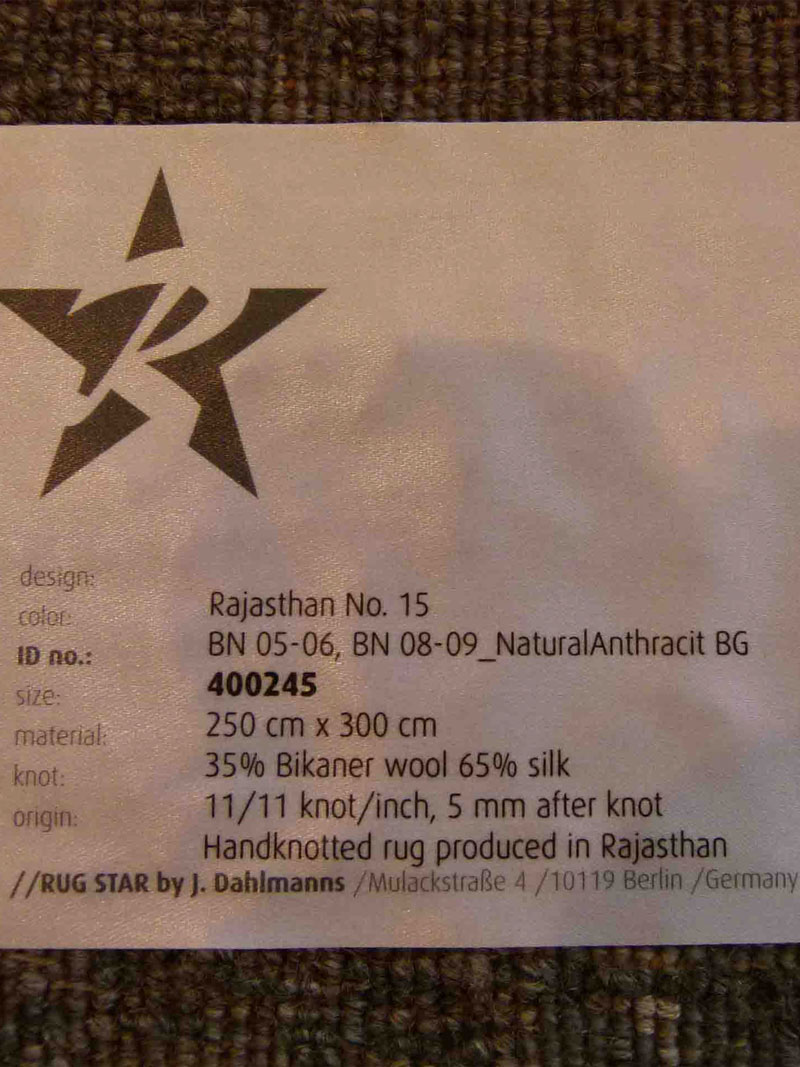 design: Rajasthan No. 15
color: BN 05-06, BN 08-09_NaturalAnthracit BG
ID no.: 400245
size: 250 cm x 300 cm
material: 35% Bikaner wool 65% silk
knot: 11/11 knot/inch, 5 mm after knot
origin: Handknotted rug produced in Rajasthan
//RUG STAR by J. Dahlmanns /Mulackstraße 4 /10119 Berlin /Germany